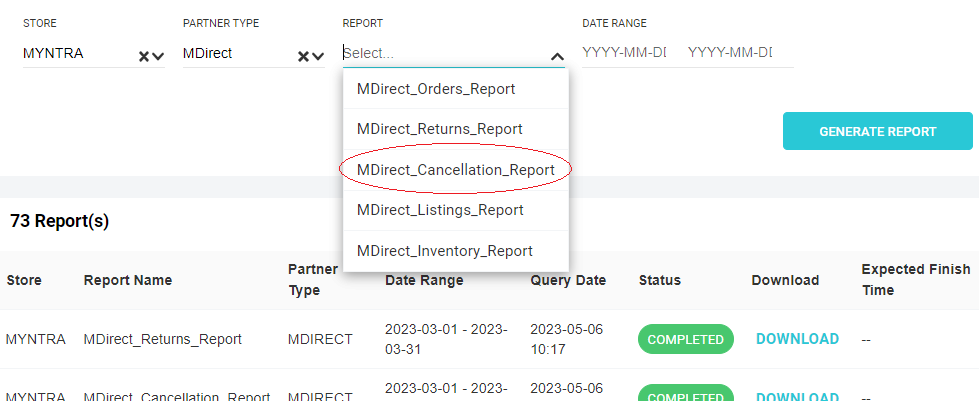 STORE PARTNER TYPE REPORT DATE RANGE
MYNTRA MDirect Select... YYYY-MM-DD YYYY-MM-DD
MDirect_Orders_Report
MDirect_Returns_Report
GENERATE REPORT
MDirect_Cancellation_Report
MDirect_Listings_Report
73 Report(s)
MDirect_Inventory_Report
Store Report Name Partner Type Date Range Query Date Status Download Expected Finish Time
MYNTRA MDirect_Returns_Report MDIRECT 2023-03-01 - 2023-
03-31 2023-05-06
10:17 COMPLETED DOWNLOAD --
MYNTRA MDirect_Cancellation_Report MDIRECT 2023-03-01 - 2023- 2023-05-06 COMPLETED DOWNLOAD --